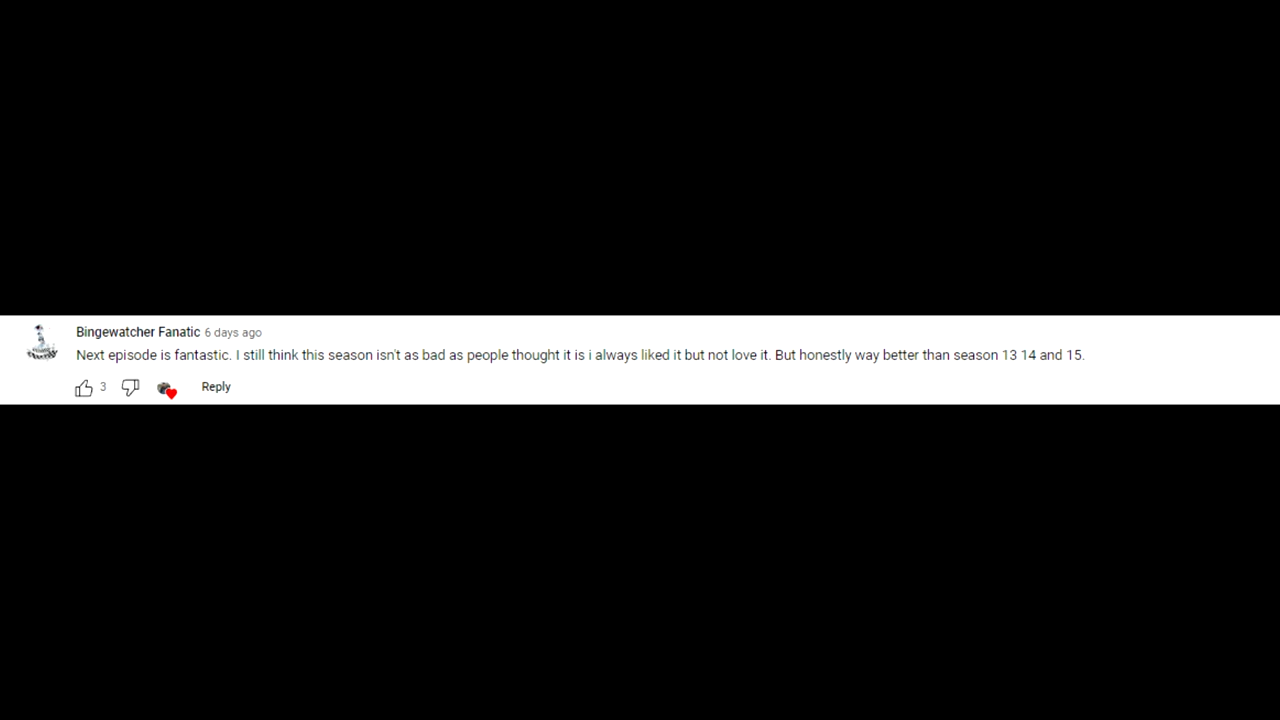 Bingewatcher Fanatic 6 days ago
Next episode is fantastic. I still think this season isn't as bad as people thought it is i always liked it but not love it. But honestly way better than season 13 14 and 15.
3 Reply